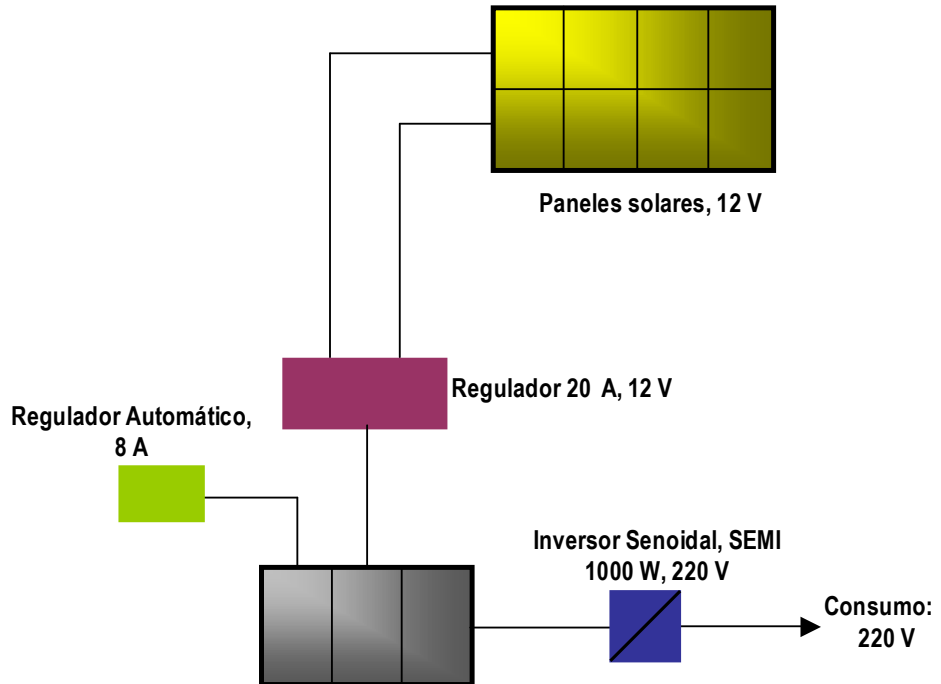 Paneles solares, 12 V
Regulador 20 A, 12 V
Regulador Automático,
8 A
Inversor Senoidal, SEMI
1000 W, 220 V
Consumo:
220 V